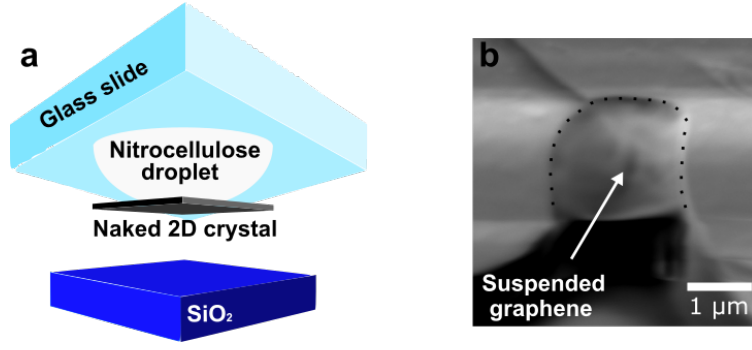 a
Glass slide
Nitrocellulose
droplet
Naked 2D crystal
SiO₂
b
Suspended
graphene
1 μm